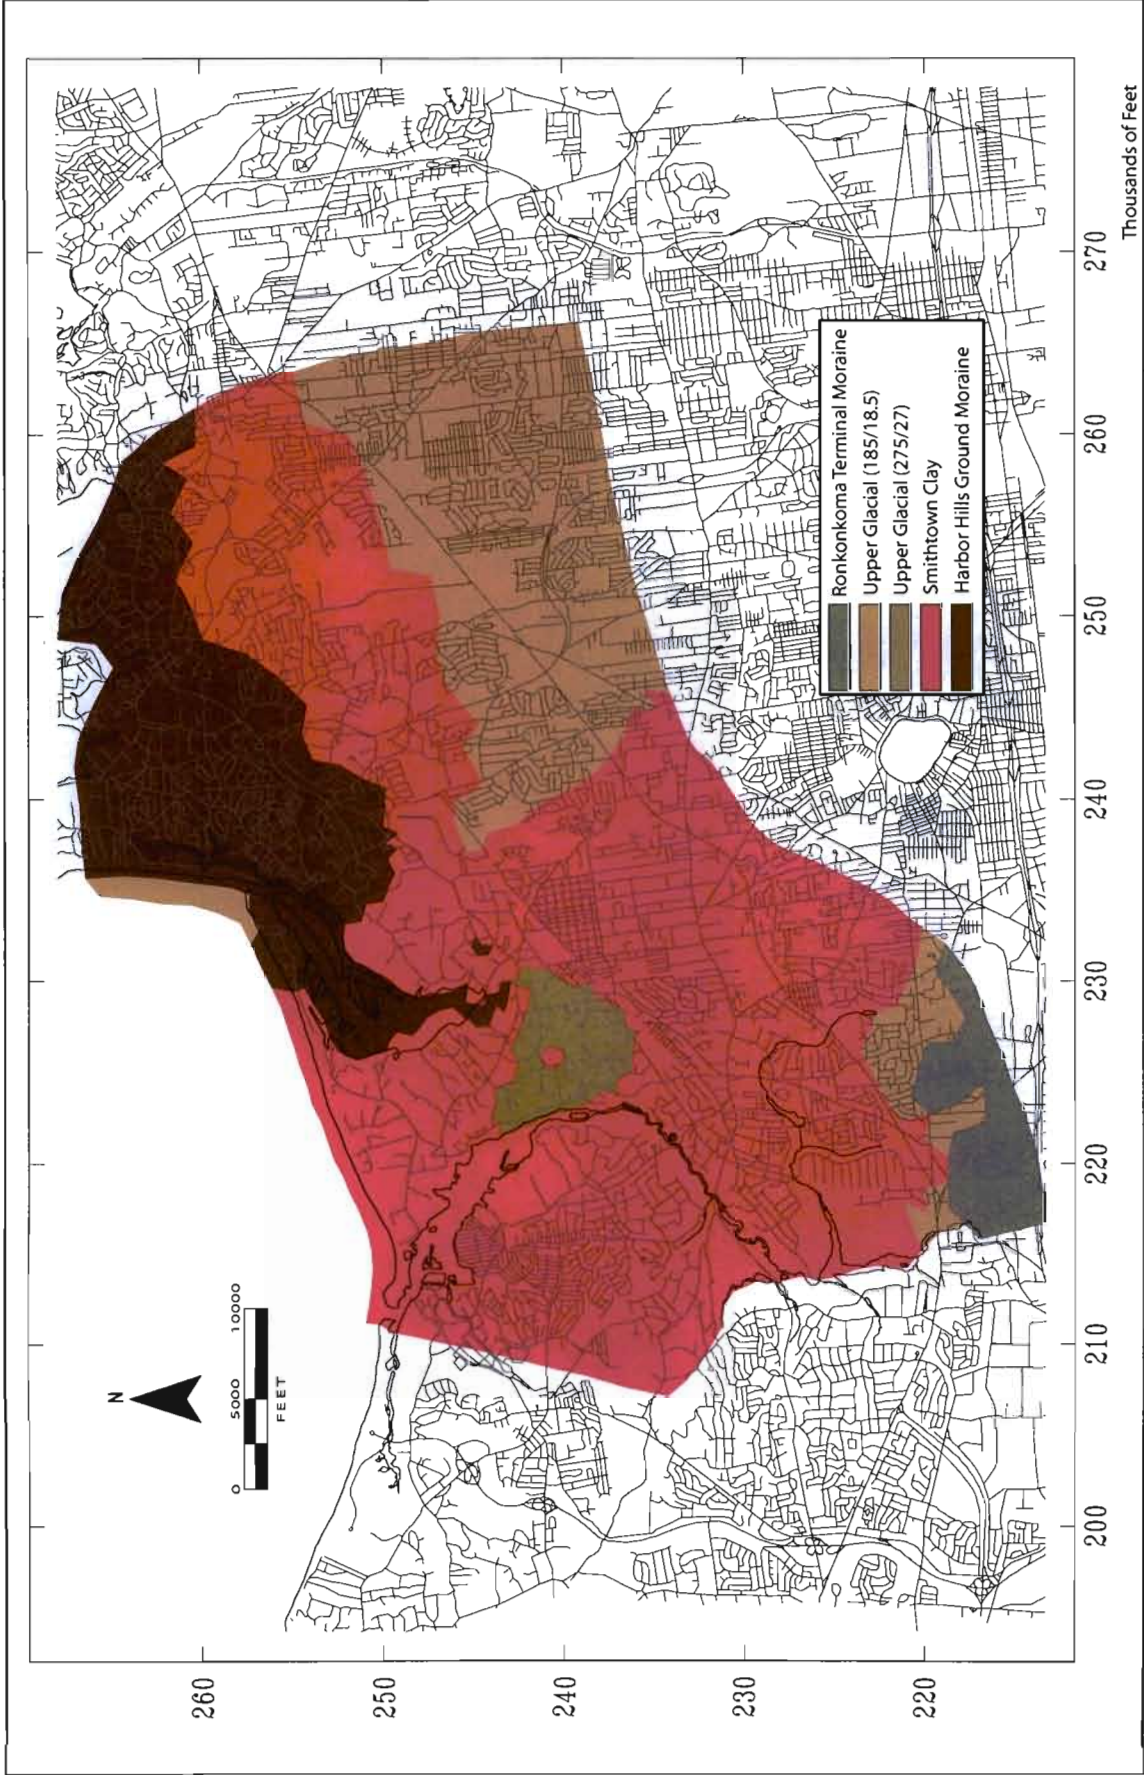 N
0 5000 10000
FEET
260
250
240
230
220
200 210 220 230 240 250 260 270
Thousands of Feet
Ronkonkoma Terminal Moraine
Upper Glacial (185/18.5)
Upper Glacial (275/27)
Smithtown Clay
Harbor Hills Ground Moraine